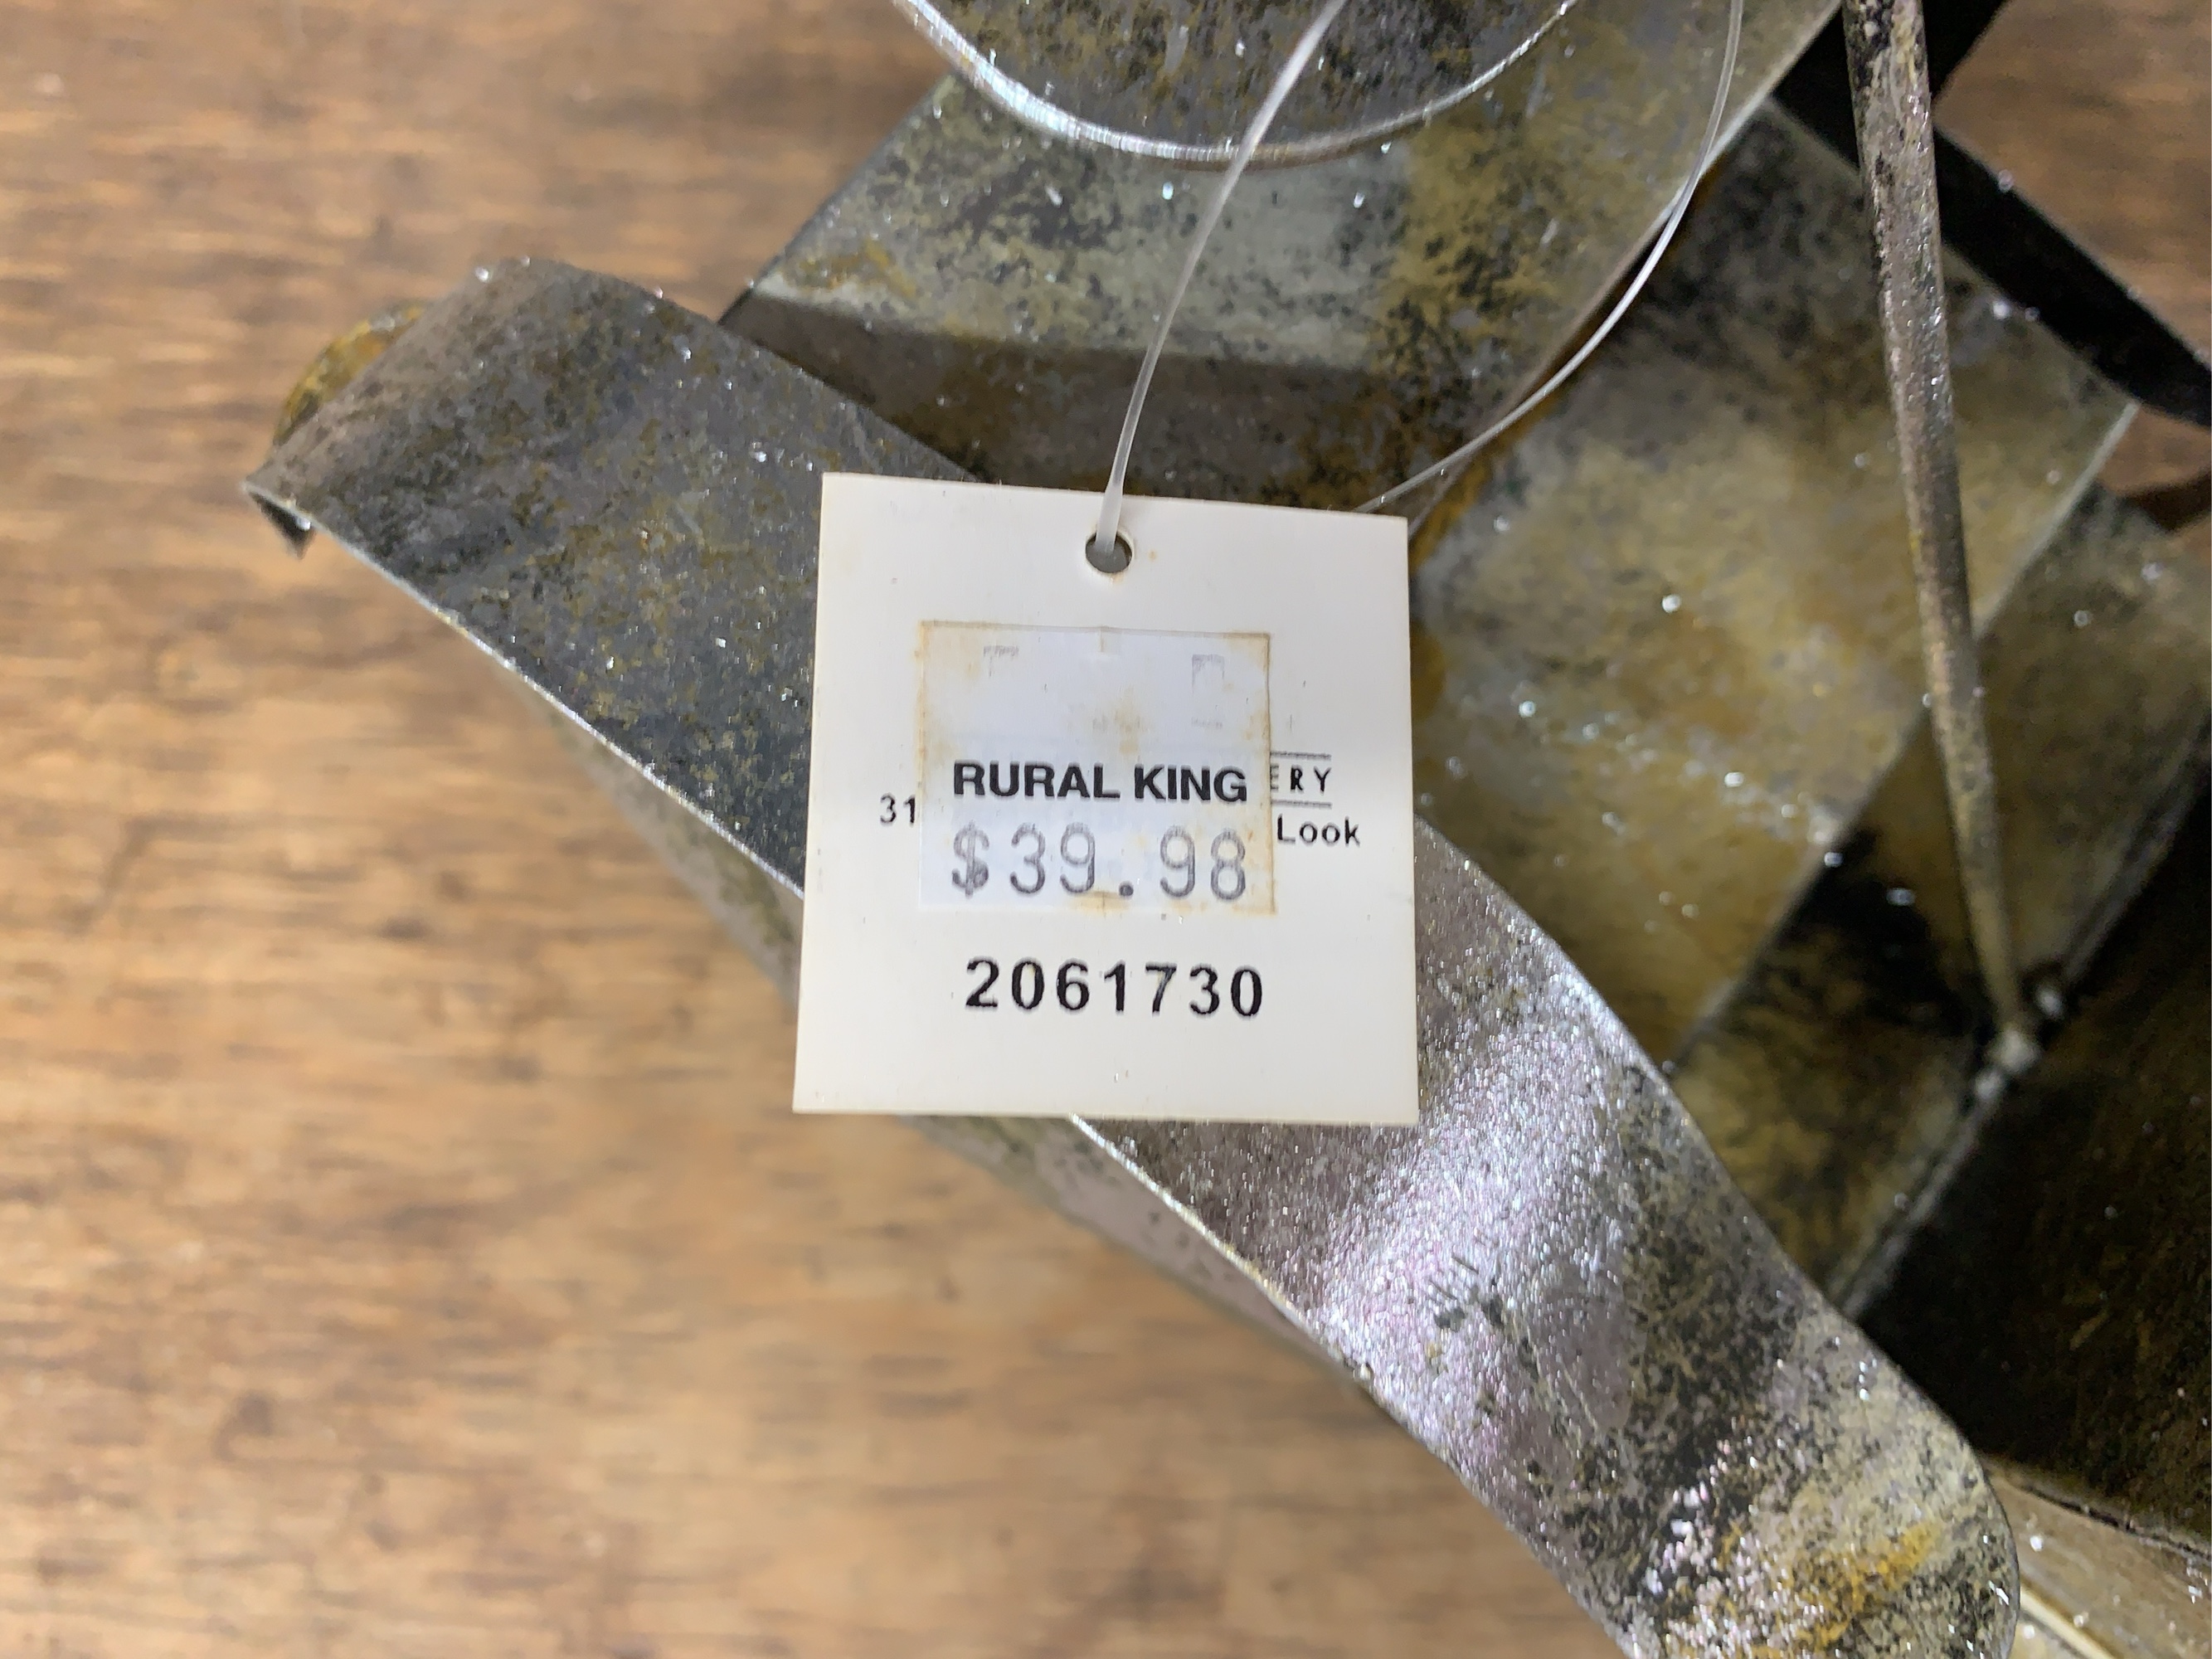 ERY
RURAL KING
31 Look
$39.98
2061730